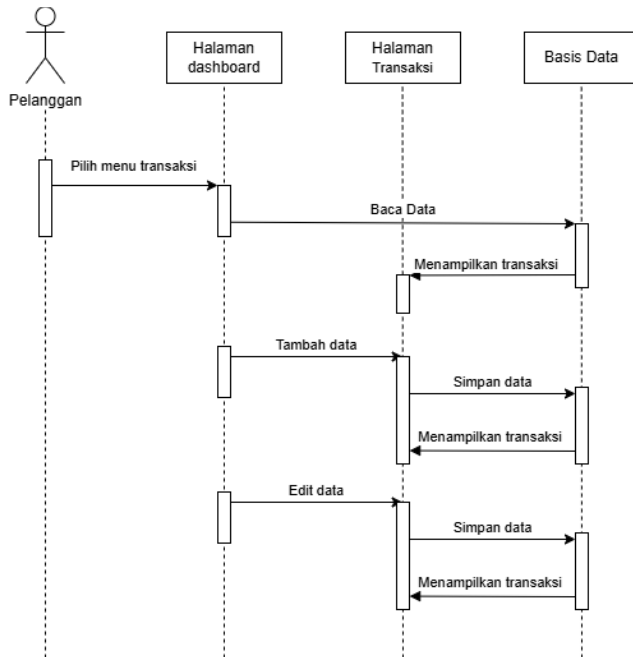 Halaman
dashboard
Halaman
Transaksi
Basis Data
Pelanggan
Pilih menu transaksi
Baca Data
Menampilkan transaksi
Tambah data
Simpan data
Menampilkan transaksi
Edit data
Simpan data
Menampilkan transaksi